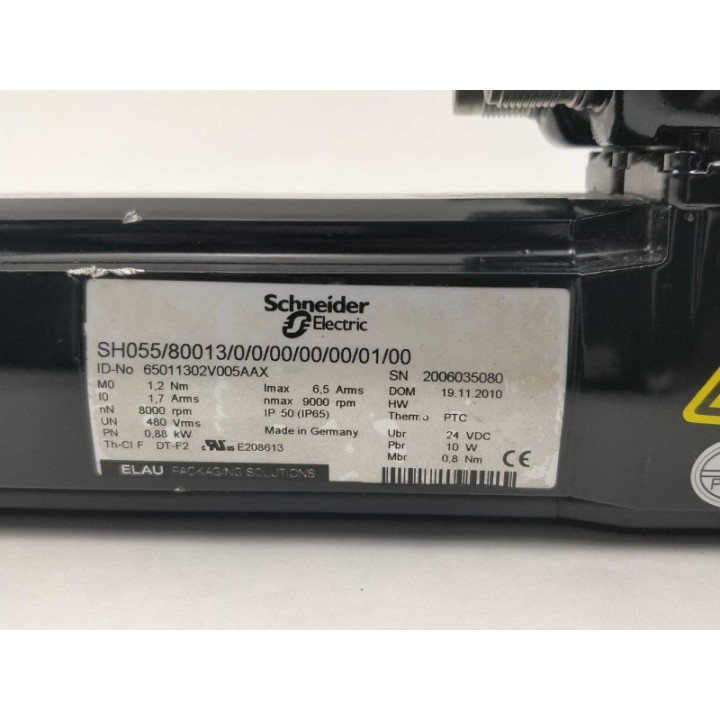 Schneider
Electric
SH055/80013/0/0/00/00/00/01/00
ID-No 65011302V005AAX
SN 2006035080
M0 1,2 Nm
I0 1,7 Arms
nN 8000 rpm
UN 480 Vrms
PN 0,88 kW
Th-Cl F DT-F2
Imax 6,5 Arms
nmax 9000 rpm
IP 50 (IP65)
Made in Germany
c RU us E208613
DOM 19.11.2010
HW
Thermo PTC
Ubr 24 VDC
Pbr 10 W
Mbr 0,8 Nm
CE
ELAU PACKAGING SOLUTIONS
P